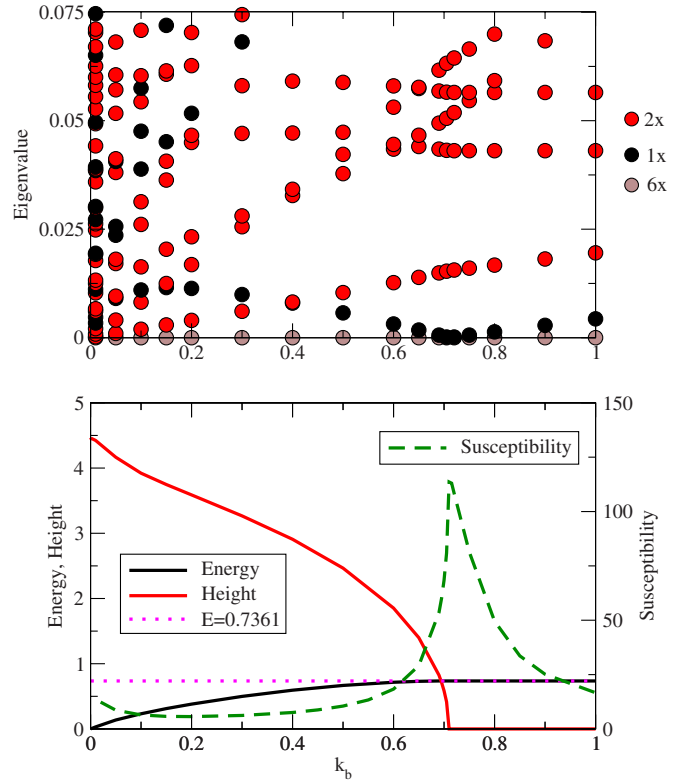 0.075
0.05
0.025
0
Eigenvalue
2x
1x
6x
0 0.2 0.4 0.6 0.8 1
5
4
3
2
1
0
Energy, Height
Susceptibility
Energy
Height
E=0.7361
150
100
50
0
Susceptibility
0 0.2 0.4 0.6 0.8 1
k_b